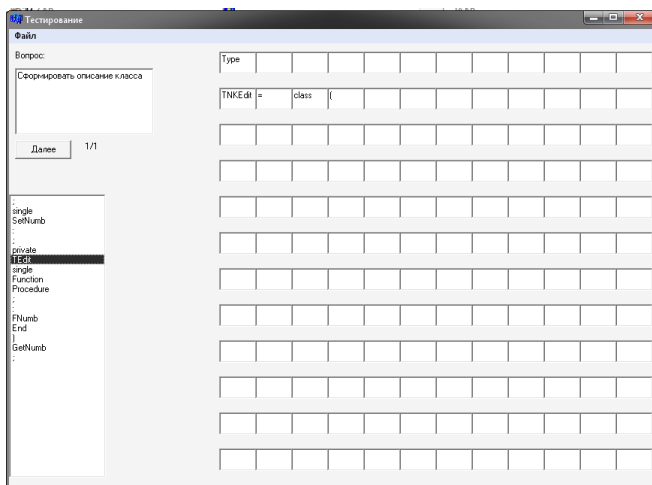 Тестирование
Файл
Вопрос:
Сформировать описание класса
Далее
1/1
Type
TNKEdit = class (
;
single
SetNumb
:
:
private
TEdit
single
Function
Procedure
;
:
FNumb
End
)
GetNumb
;